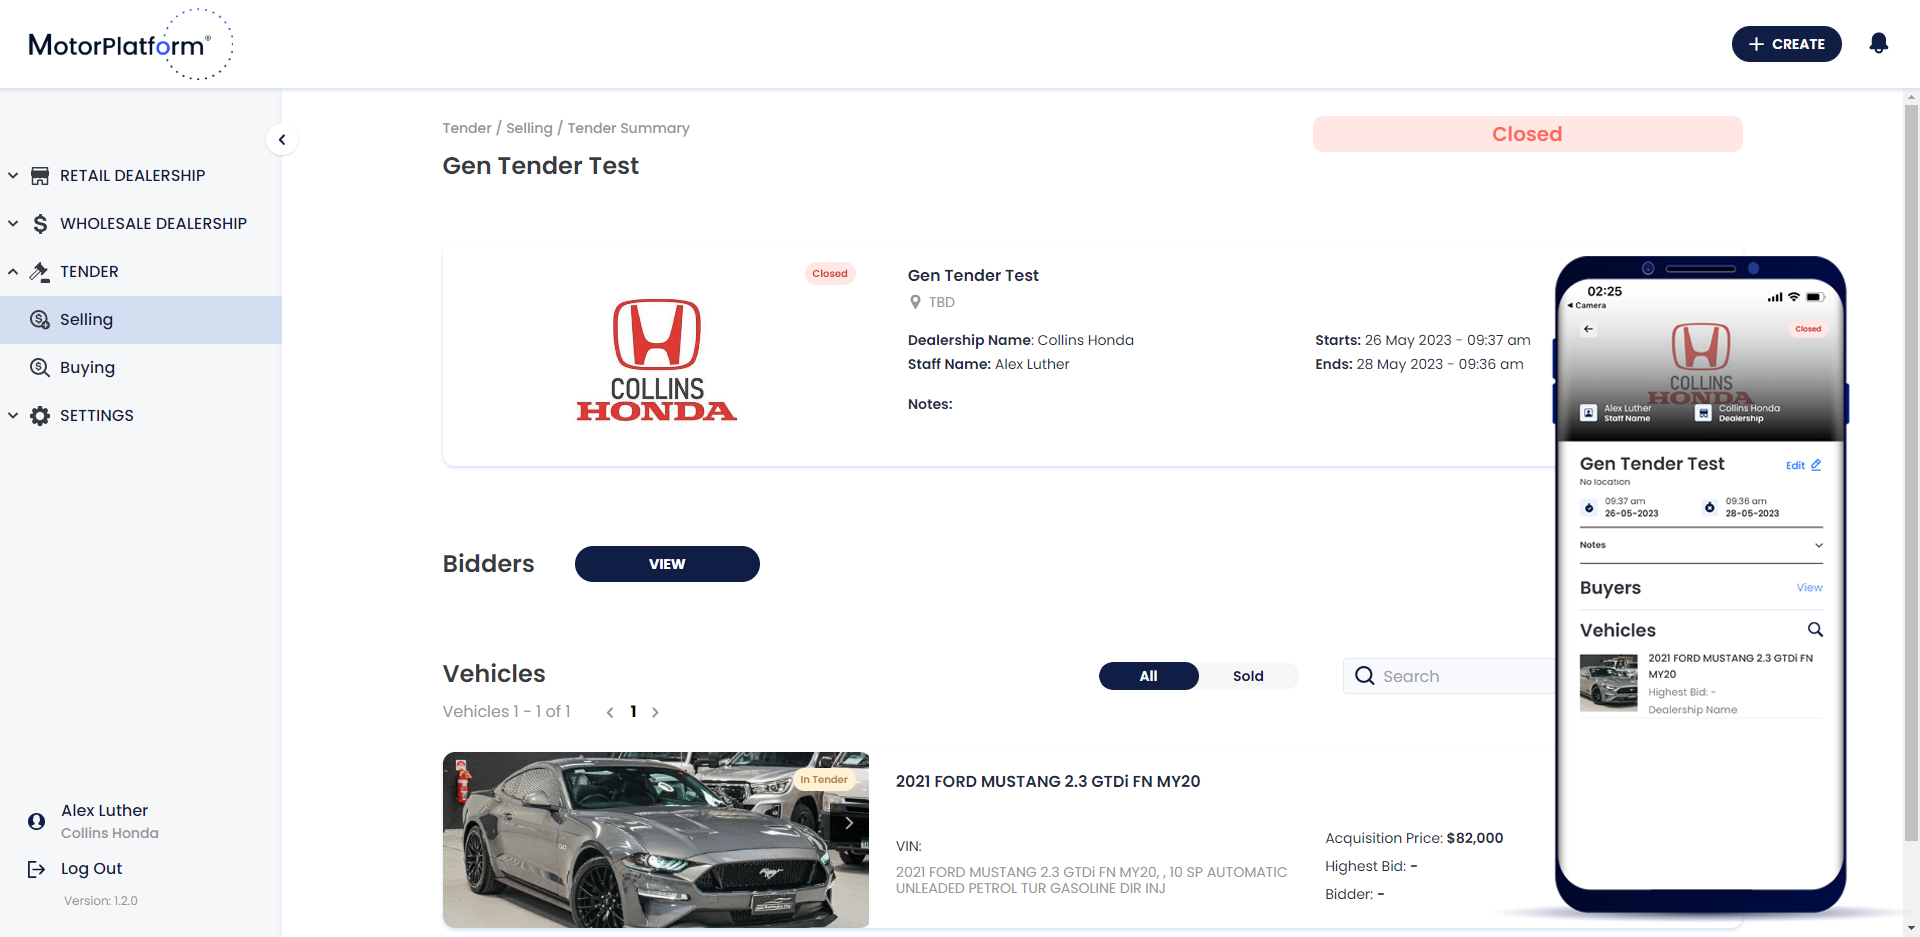 MotorPlatform®
+ CREATE
RETAIL DEALERSHIP
WHOLESALE DEALERSHIP
TENDER
Selling
Buying
SETTINGS
Alex Luther
Collins Honda
Log Out
Version: 1.2.0
Tender / Selling / Tender Summary
Closed
Gen Tender Test
Closed
COLLINS
HONDA
Gen Tender Test
TBD
Dealership Name: Collins Honda
Staff Name: Alex Luther
Notes:
Starts: 26 May 2023 - 09:37 am
Ends: 28 May 2023 - 09:36 am
Bidders
VIEW
Vehicles
All
Sold
Search
Vehicles 1 - 1 of 1
1
In Tender
2021 FORD MUSTANG 2.3 GTDi FN MY20
VIN:
2021 FORD MUSTANG 2.3 GTDi FN MY20, , 10 SP AUTOMATIC
UNLEADED PETROL TUR GASOLINE DIR INJ
Acquisition Price: $82,000
Highest Bid: -
Bidder: -
02:25
Camera
Closed
COLLINS
HONDA
Alex Luther
Staff Name
Collins Honda
Dealership
Gen Tender Test
Edit
No location
09:37 am
26-05-2023
09:36 am
28-05-2023
Notes
Buyers
View
Vehicles
2021 FORD MUSTANG 2.3 GTDi FN
MY20
Highest Bid: -
Dealership Name